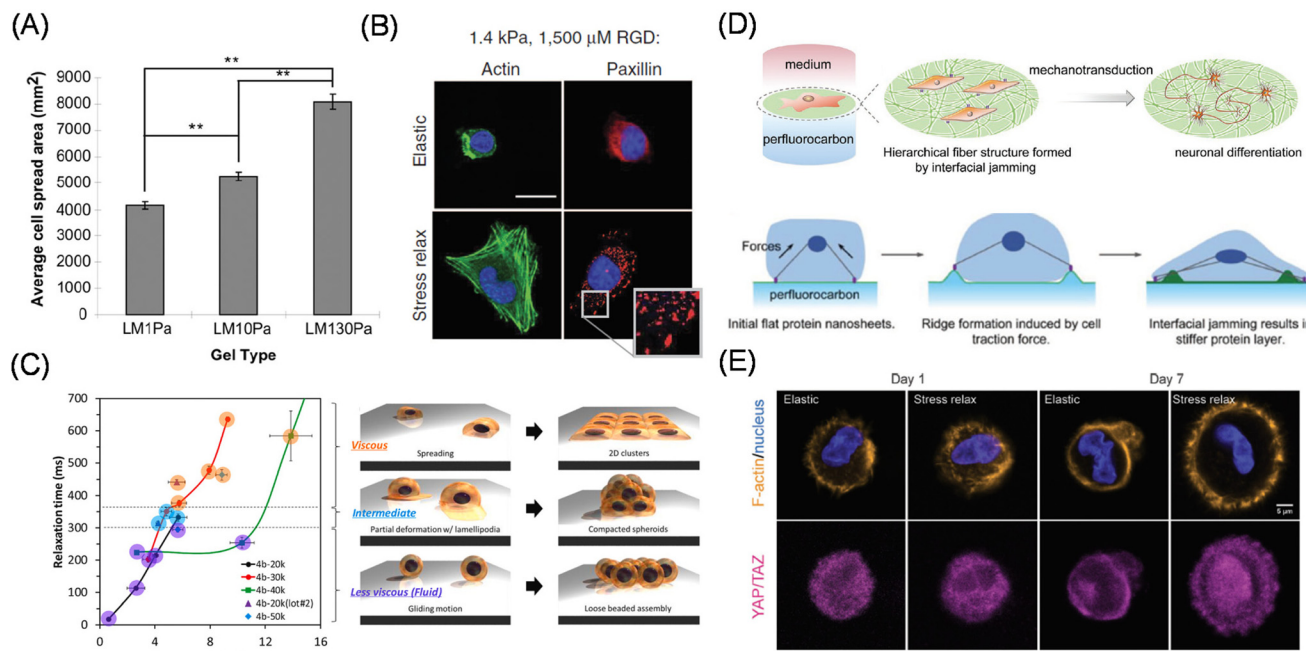 (A)
Average cell spread area (mm²)
9000
8000
7000
6000
5000
4000
3000
2000
1000
0
**
**
**
LM1Pa
LM10Pa
LM130Pa
Gel Type
(B)
1.4 kPa, 1,500 μM RGD:
Actin
Paxillin
Elastic
Stress relax
(C)
Relaxation time (ms)
700
600
500
400
300
200
100
0
0
4
8
12
16
4b-20k
4b-30k
4b-40k
4b-20k(lot#2)
4b-50k
Viscous
Spreading
2D clusters
Intermediate
Partial deformation w/ lamellipodia
Compacted spheroids
Less viscous (Fluid)
Gliding motion
Loose beaded assembly
(D)
medium
perfluorocarbon
mechanotransduction
Hierarchical fiber structure formed
by interfacial jamming
neuronal differentiation
Forces
perfluorocarbon
Initial flat protein nanosheets.
Ridge formation induced by cell
traction force.
Interfacial jamming results i
stiffer protein layer.
(E)
Day 1
Day 7
Elastic
Stress relax
Elastic
Stress relax
F-actin/nucleus
5 μm
YAP/TAZ